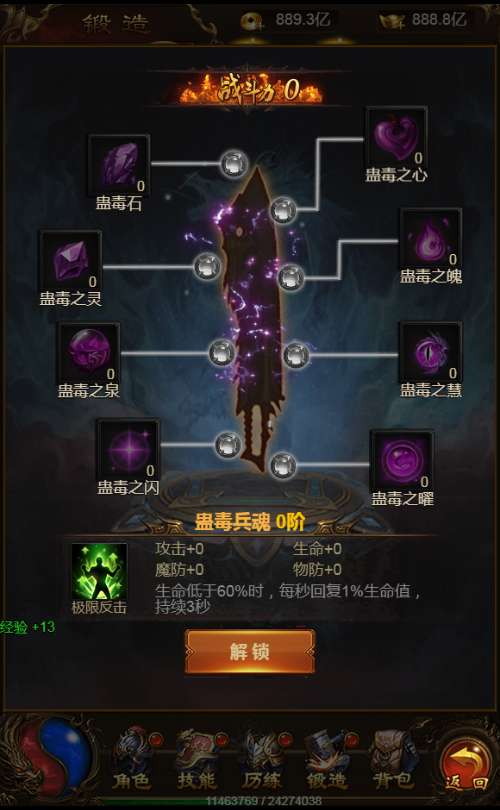 锻造 889.3亿 888.8亿
战斗力 0
0 蛊毒石
0 蛊毒之心
0 蛊毒之灵
0 蛊毒之魄
0 蛊毒之泉
0 蛊毒之慧
0 蛊毒之闪
0 蛊毒之曜
蛊毒兵魂 0阶
攻击+0 生命+0
魔防+0 物防+0
极限反击
生命低于60%时，每秒回复1%生命值，
持续3秒
经验 +13
解锁
角色 技能 历练 锻造 背包 返回
11463769 / 24274038